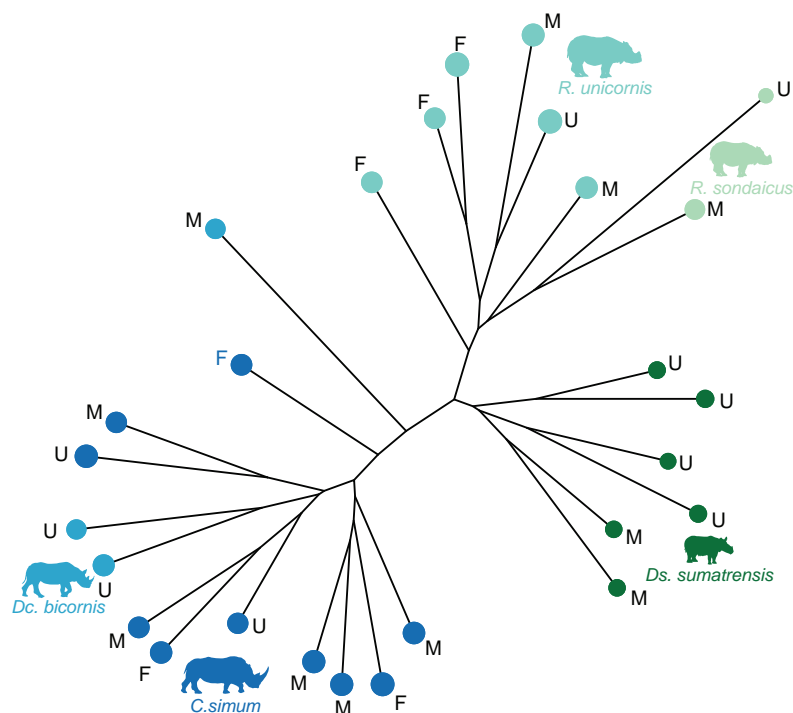 M
F
R. unicornis
U
F
U
F
R. sondaicus
M
M
M
F
U
U
M
U
U
U
U
M
Ds. sumatrensis
U
Dc. bicornis
M
M
U
M
F
M
F
C.simum
M